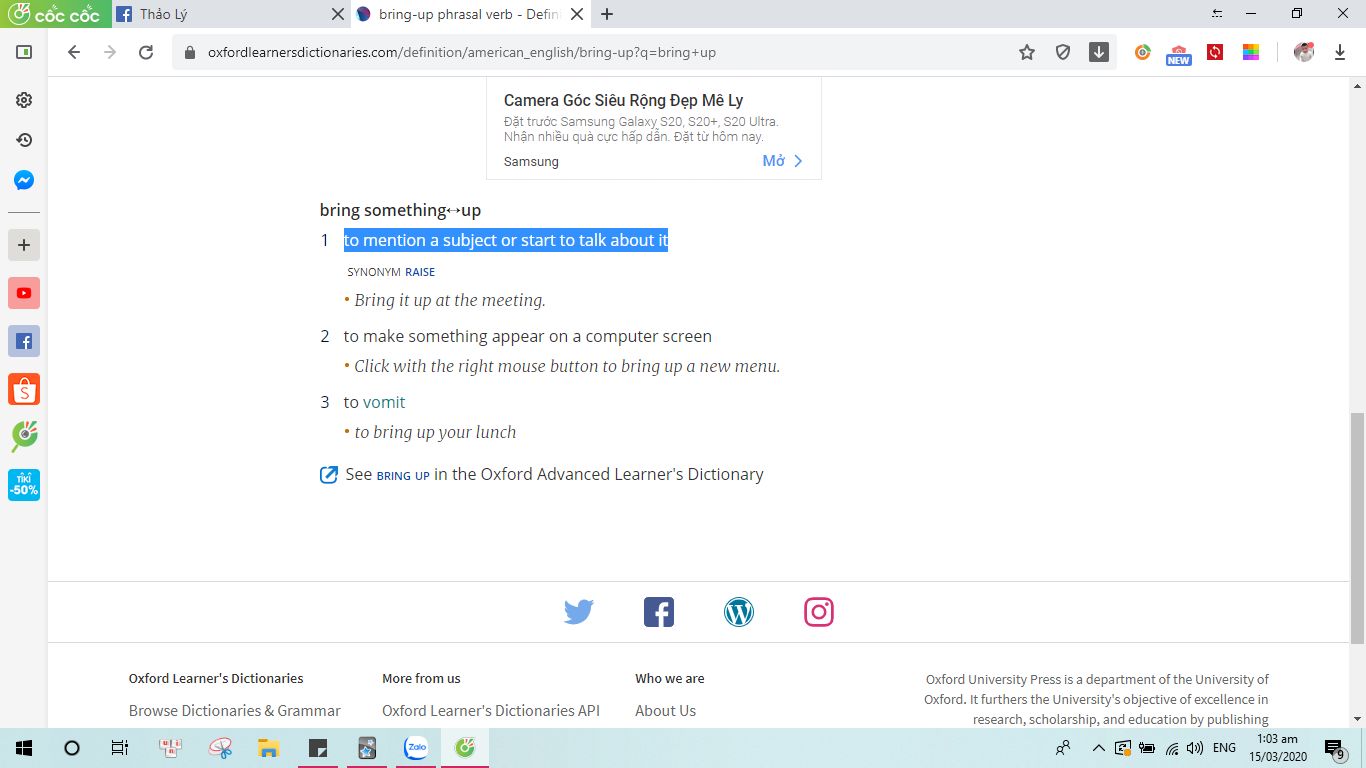 cốc cốc
Thảo Lý
bring-up phrasal verb - Defin
oxfordlearnersdictionaries.com/definition/american_english/bring-up?q=bring+up
NEW
Camera Góc Siêu Rộng Đẹp Mê Ly
Đặt trước Samsung Galaxy S20, S20+, S20 Ultra.
Nhận nhiều quà cực hấp dẫn. Đặt từ hôm nay.
Samsung
Mở
bring something↔up
1 to mention a subject or start to talk about it
SYNONYM RAISE
• Bring it up at the meeting.
2 to make something appear on a computer screen
• Click with the right mouse button to bring up a new menu.
3 to vomit
• to bring up your lunch
See BRING UP in the Oxford Advanced Learner's Dictionary
TIKI
-50%
Oxford Learner's Dictionaries
Browse Dictionaries & Grammar
More from us
Oxford Learner's Dictionaries API
Who we are
About Us
Oxford University Press is a department of the University of
Oxford. It furthers the University's objective of excellence in
research, scholarship, and education by publishing
Zalo
ENG
1:03 am
15/03/2020
9